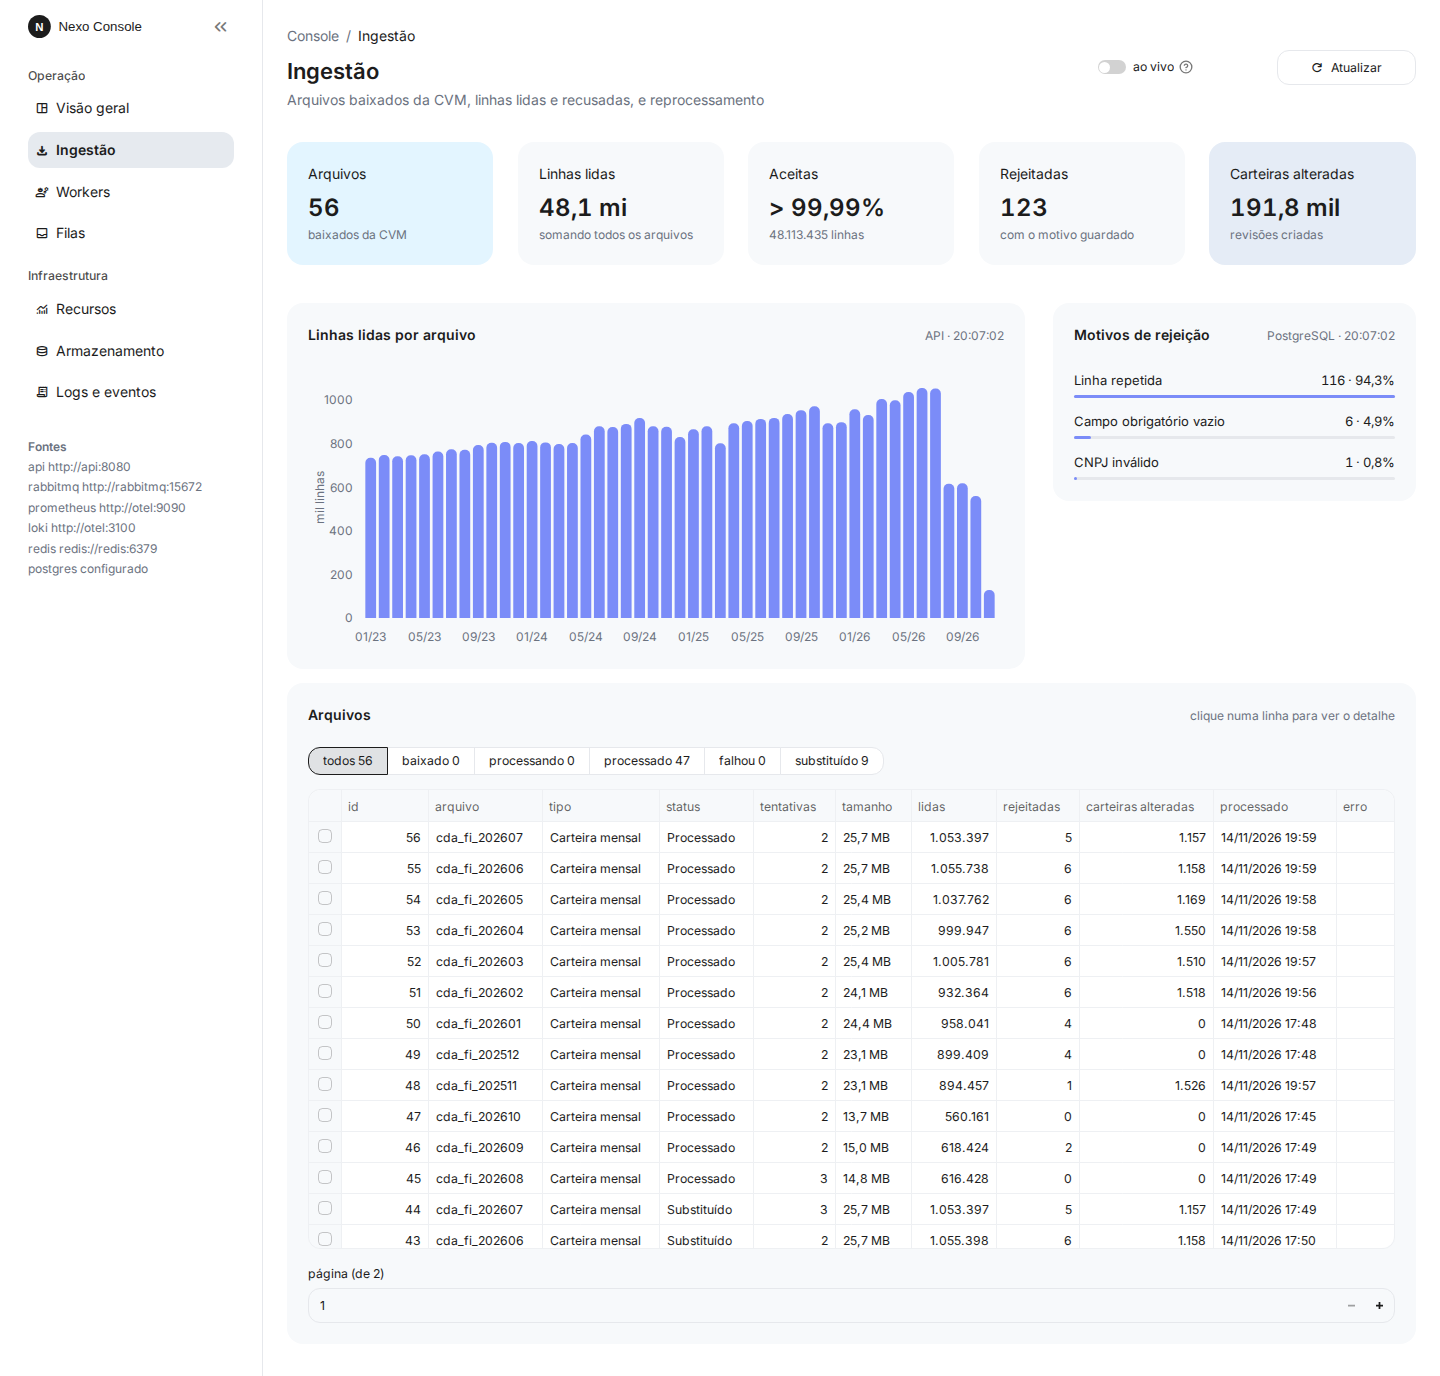 N Nexo Console
Operação
Visão geral
Ingestão
Workers
Filas
Infraestrutura
Recursos
Armazenamento
Logs e eventos
Fontes
api http://api:8080
rabbitmq http://rabbitmq:15672
prometheus http://otel:9090
loki http://otel:3100
redis redis://redis:6379
postgres configurado
Console / Ingestão
Ingestão
Arquivos baixados da CVM, linhas lidas e recusadas, e reprocessamento
ao vivo
Atualizar
Arquivos
56
baixados da CVM
Linhas lidas
48,1 mi
somando todos os arquivos
Aceitas
> 99,99%
48.113.435 linhas
Rejeitadas
123
com o motivo guardado
Carteiras alteradas
191,8 mil
revisões criadas
Linhas lidas por arquivo API · 20:07:02
mil linhas
1000
800
600
400
200
0
01/23 05/23 09/23 01/24 05/24 09/24 01/25 05/25 09/25 01/26 05/26 09/26
Motivos de rejeição PostgreSQL · 20:07:02
Linha repetida 116 · 94,3%
Campo obrigatório vazio 6 · 4,9%
CNPJ inválido 1 · 0,8%
Arquivos clique numa linha para ver o detalhe
todos 56 baixado 0 processando 0 processado 47 falhou 0 substituído 9
id arquivo tipo status tentativas tamanho lidas rejeitadas carteiras alteradas processado erro
56 cda_fi_202607 Carteira mensal Processado 2 25,7 MB 1.053.397 5 1.157 14/11/2026 19:59
55 cda_fi_202606 Carteira mensal Processado 2 25,7 MB 1.055.738 6 1.158 14/11/2026 19:59
54 cda_fi_202605 Carteira mensal Processado 2 25,4 MB 1.037.762 6 1.169 14/11/2026 19:58
53 cda_fi_202604 Carteira mensal Processado 2 25,2 MB 999.947 6 1.550 14/11/2026 19:58
52 cda_fi_202603 Carteira mensal Processado 2 25,4 MB 1.005.781 6 1.510 14/11/2026 19:57
51 cda_fi_202602 Carteira mensal Processado 2 24,1 MB 932.364 6 1.518 14/11/2026 19:56
50 cda_fi_202601 Carteira mensal Processado 2 24,4 MB 958.041 4 0 14/11/2026 17:48
49 cda_fi_202512 Carteira mensal Processado 2 23,1 MB 899.409 4 0 14/11/2026 17:48
48 cda_fi_202511 Carteira mensal Processado 2 23,1 MB 894.457 1 1.526 14/11/2026 19:57
47 cda_fi_202610 Carteira mensal Processado 2 13,7 MB 560.161 0 0 14/11/2026 17:45
46 cda_fi_202609 Carteira mensal Processado 2 15,0 MB 618.424 2 0 14/11/2026 17:49
45 cda_fi_202608 Carteira mensal Processado 3 14,8 MB 616.428 0 0 14/11/2026 17:49
44 cda_fi_202607 Carteira mensal Substituído 3 25,7 MB 1.053.397 5 1.157 14/11/2026 17:49
43 cda_fi_202606 Carteira mensal Substituído 2 25,7 MB 1.055.398 6 1.158 14/11/2026 17:50
página (de 2)
1